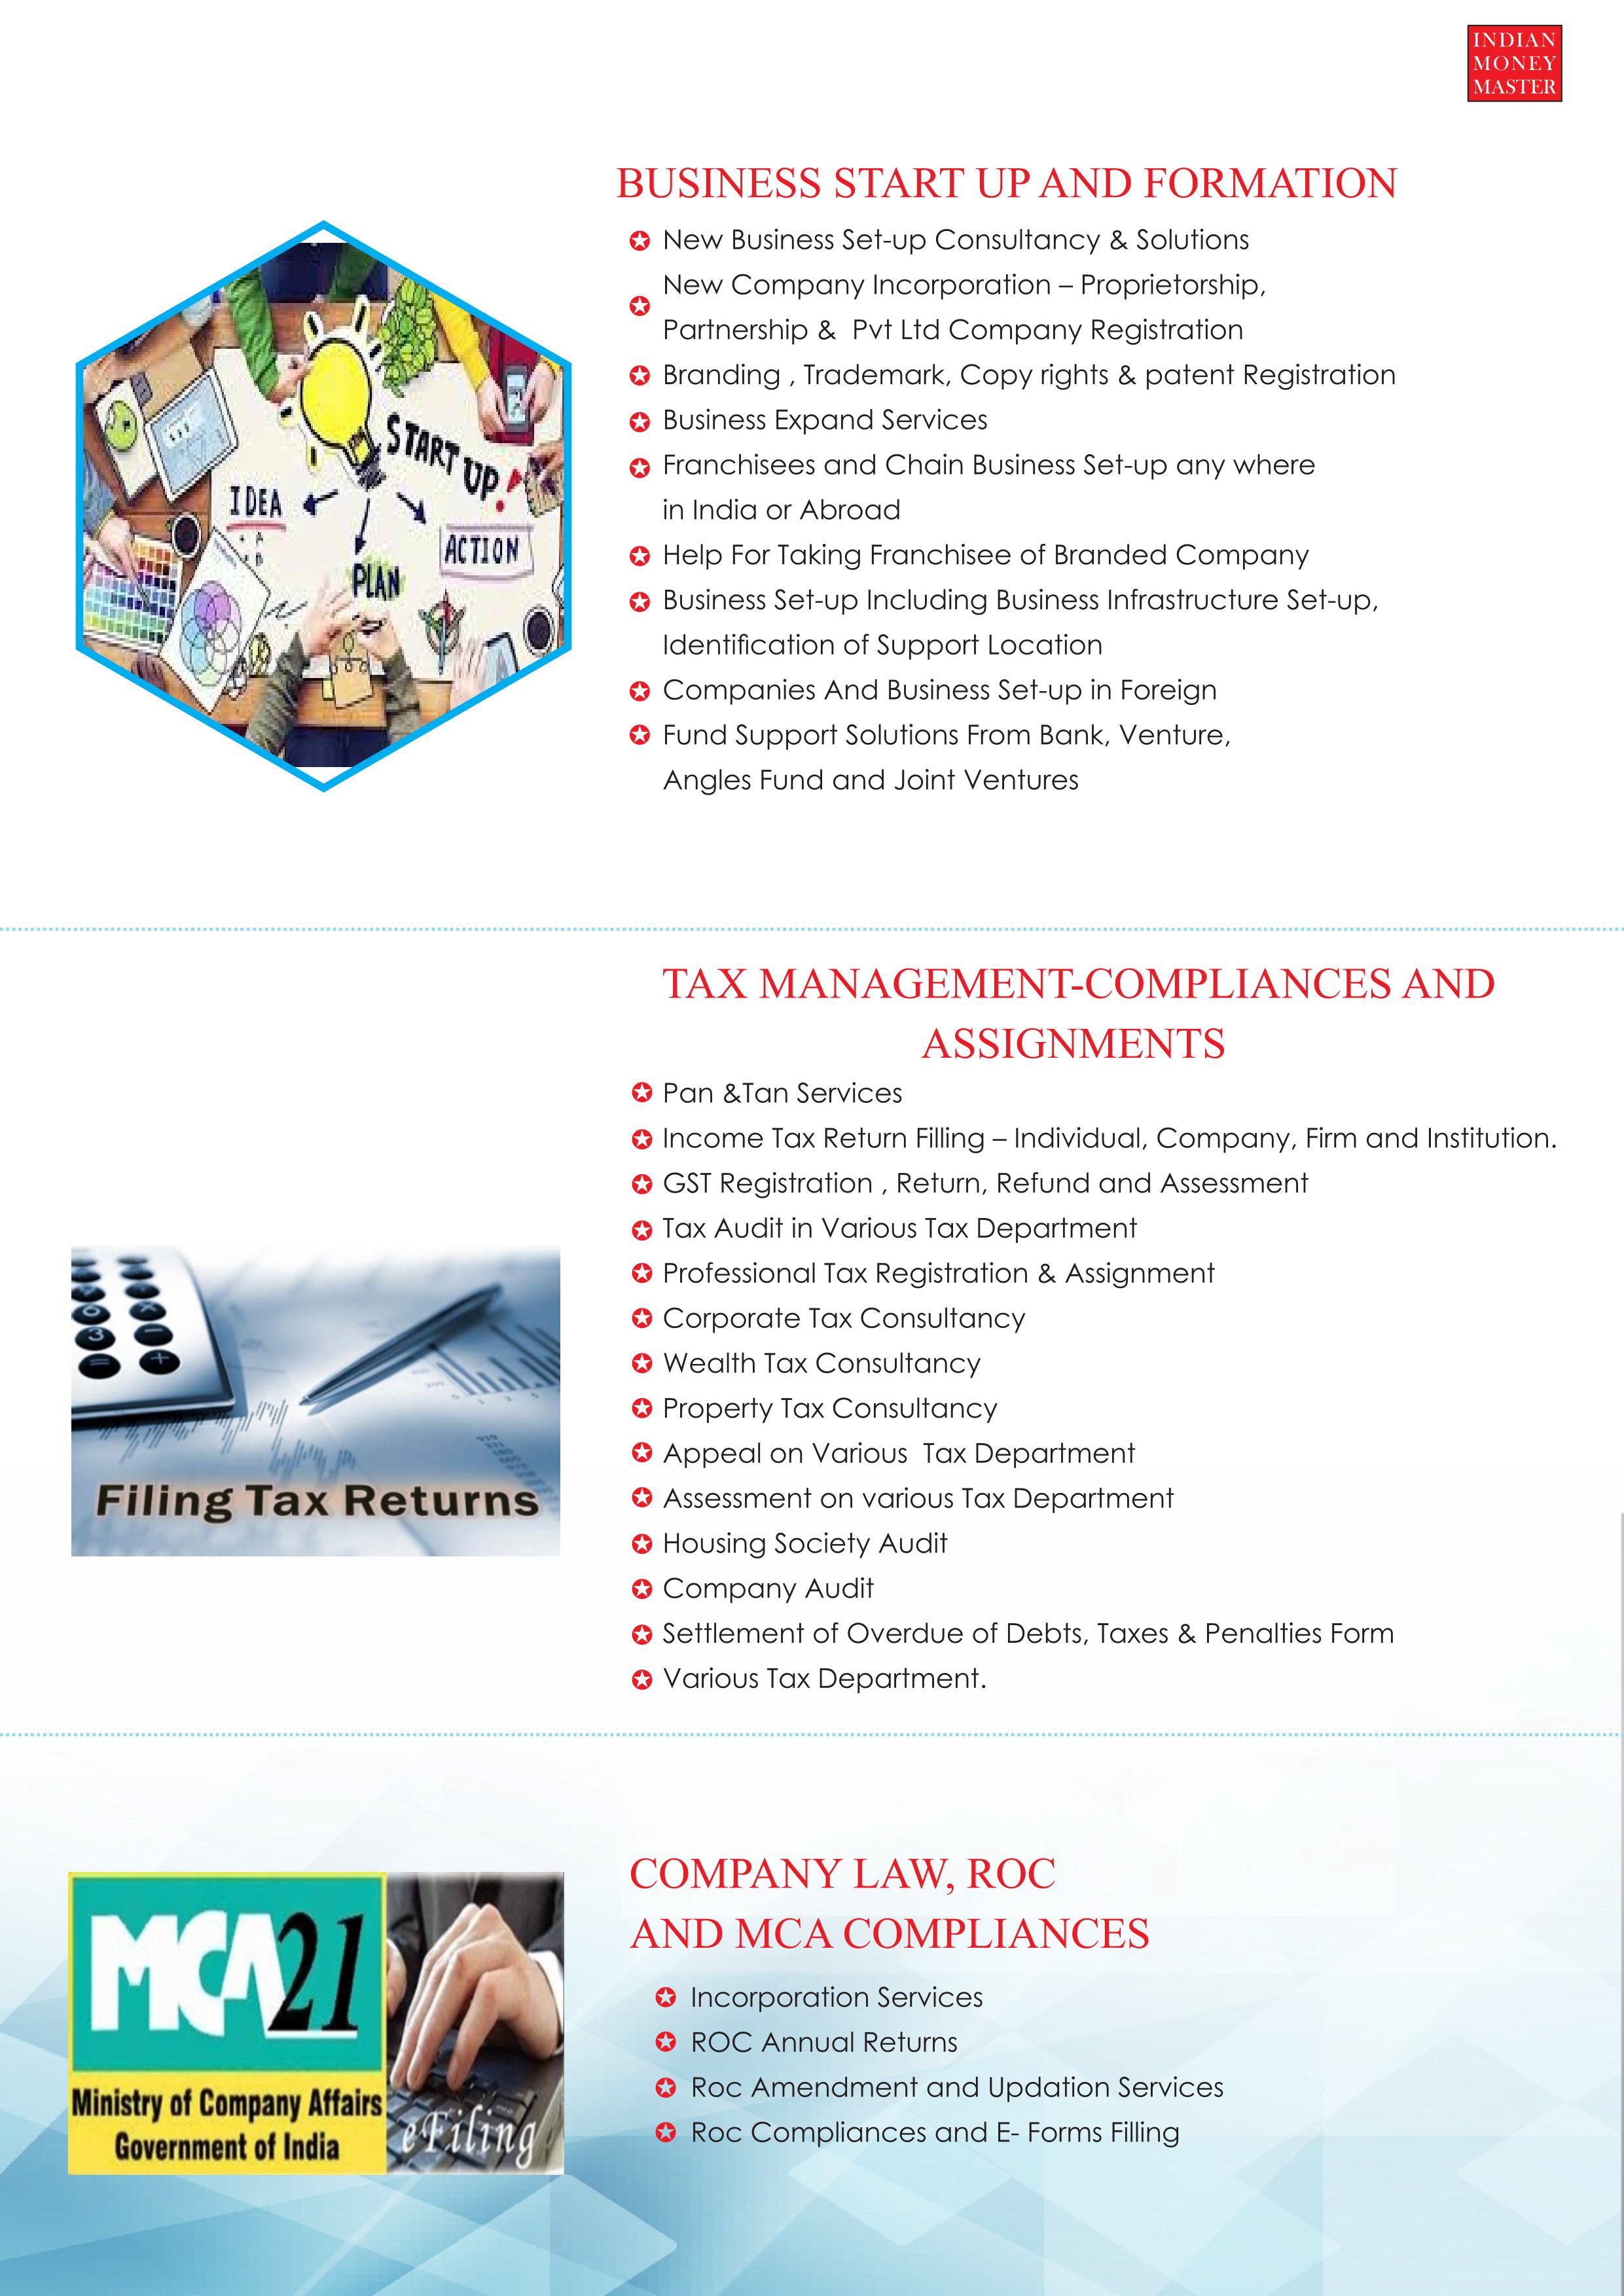 INDIAN
MONEY
MASTER
BUSINESS START UP AND FORMATION
New Business Set-up Consultancy & Solutions
New Company Incorporation – Proprietorship,
Partnership &  Pvt Ltd Company Registration
Branding , Trademark, Copy rights & patent Registration
Business Expand Services
Franchisees and Chain Business Set-up any where
in India or Abroad
Help For Taking Franchisee of Branded Company
Business Set-up Including Business Infrastructure Set-up,
Identification of Support Location
Companies And Business Set-up in Foreign
Fund Support Solutions From Bank, Venture,
Angles Fund and Joint Ventures
START UP!
IDEA
PLAN
ACTION
TAX MANAGEMENT-COMPLIANCES AND
ASSIGNMENTS
Pan &Tan Services
Income Tax Return Filling – Individual, Company, Firm and Institution.
GST Registration , Return, Refund and Assessment
Tax Audit in Various Tax Department
Professional Tax Registration & Assignment
Corporate Tax Consultancy
Wealth Tax Consultancy
Property Tax Consultancy
Appeal on Various  Tax Department
Assessment on various Tax Department
Housing Society Audit
Company Audit
Settlement of Overdue of Debts, Taxes & Penalties Form
Various Tax Department.
Filing Tax Returns
COMPANY LAW, ROC
AND MCA COMPLIANCES
Incorporation Services
ROC Annual Returns
Roc Amendment and Updation Services
Roc Compliances and E- Forms Filling
MCA21
Ministry of Company Affairs
Government of India
eFiling